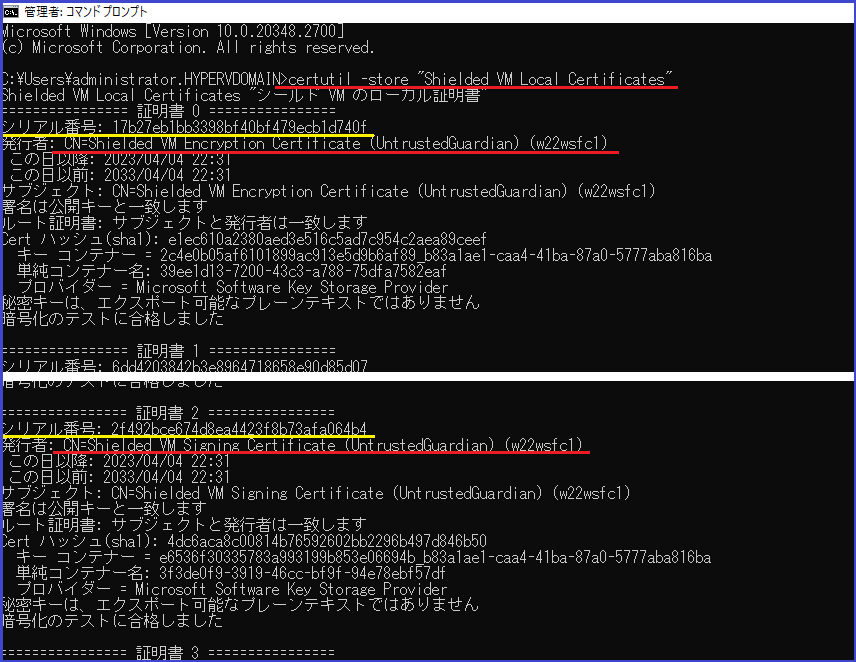 管理者: コマンドプロンプト
Microsoft Windows [Version 10.0.20348.2700]
(c) Microsoft Corporation. All rights reserved.
C:¥Users¥administrator.HYPERVDOMAIN>certutil -store "Shielded VM Local Certificates"
Shielded VM Local Certificates "シールド VM のローカル証明書"
================ 証明書 0 ================
シリアル番号: 17b27eb1bb3398bf40bf479ecb1d740f
発行者: CN=Shielded VM Encryption Certificate (UntrustedGuardian) (w22wsfc1)
この日以降: 2023/04/04 22:31
この日以前: 2033/04/04 22:31
サブジェクト: CN=Shielded VM Encryption Certificate (UntrustedGuardian) (w22wsfc1)
署名は公開キーと一致します
ルート証明書: サブジェクトと発行者は一致します
Cert ハッシュ(sha1): e1ec610a2380aed3e516c5ad7c954c2aea89ceef
キー コンテナー = 2c4e0b05af6101899ac913e5d9b6af89_b83a1ae1-caa4-41ba-87a0-5777aba816ba
単純コンテナー名: 39ee1d13-7200-43c3-a788-75dfa7582eaf
プロバイダー = Microsoft Software Key Storage Provider
秘密キーは、エクスポート可能なプレーンテキストではありません
暗号化のテストに合格しました
================ 証明書 1 ================
シリアル番号: 6dd4203842b3e8964718658e90d85d07
暗号化のテストに合格しました
================ 証明書 2 ================
シリアル番号: 2f492bce674d8ea4423f8b73afa064b4
発行者: CN=Shielded VM Signing Certificate (UntrustedGuardian) (w22wsfc1)
この日以降: 2023/04/04 22:31
この日以前: 2033/04/04 22:31
サブジェクト: CN=Shielded VM Signing Certificate (UntrustedGuardian) (w22wsfc1)
署名は公開キーと一致します
ルート証明書: サブジェクトと発行者は一致します
Cert ハッシュ(sha1): 4dc6aca8c00814b76592602bb2296b497d846b50
キー コンテナー = e6536f30335783a993199b853e06694b_b83a1ae1-caa4-41ba-87a0-5777aba816ba
単純コンテナー名: 3f3de0f9-3919-46cc-bf9f-94e78ebf57df
プロバイダー = Microsoft Software Key Storage Provider
秘密キーは、エクスポート可能なプレーンテキストではありません
暗号化のテストに合格しました
================ 証明書 3 ================